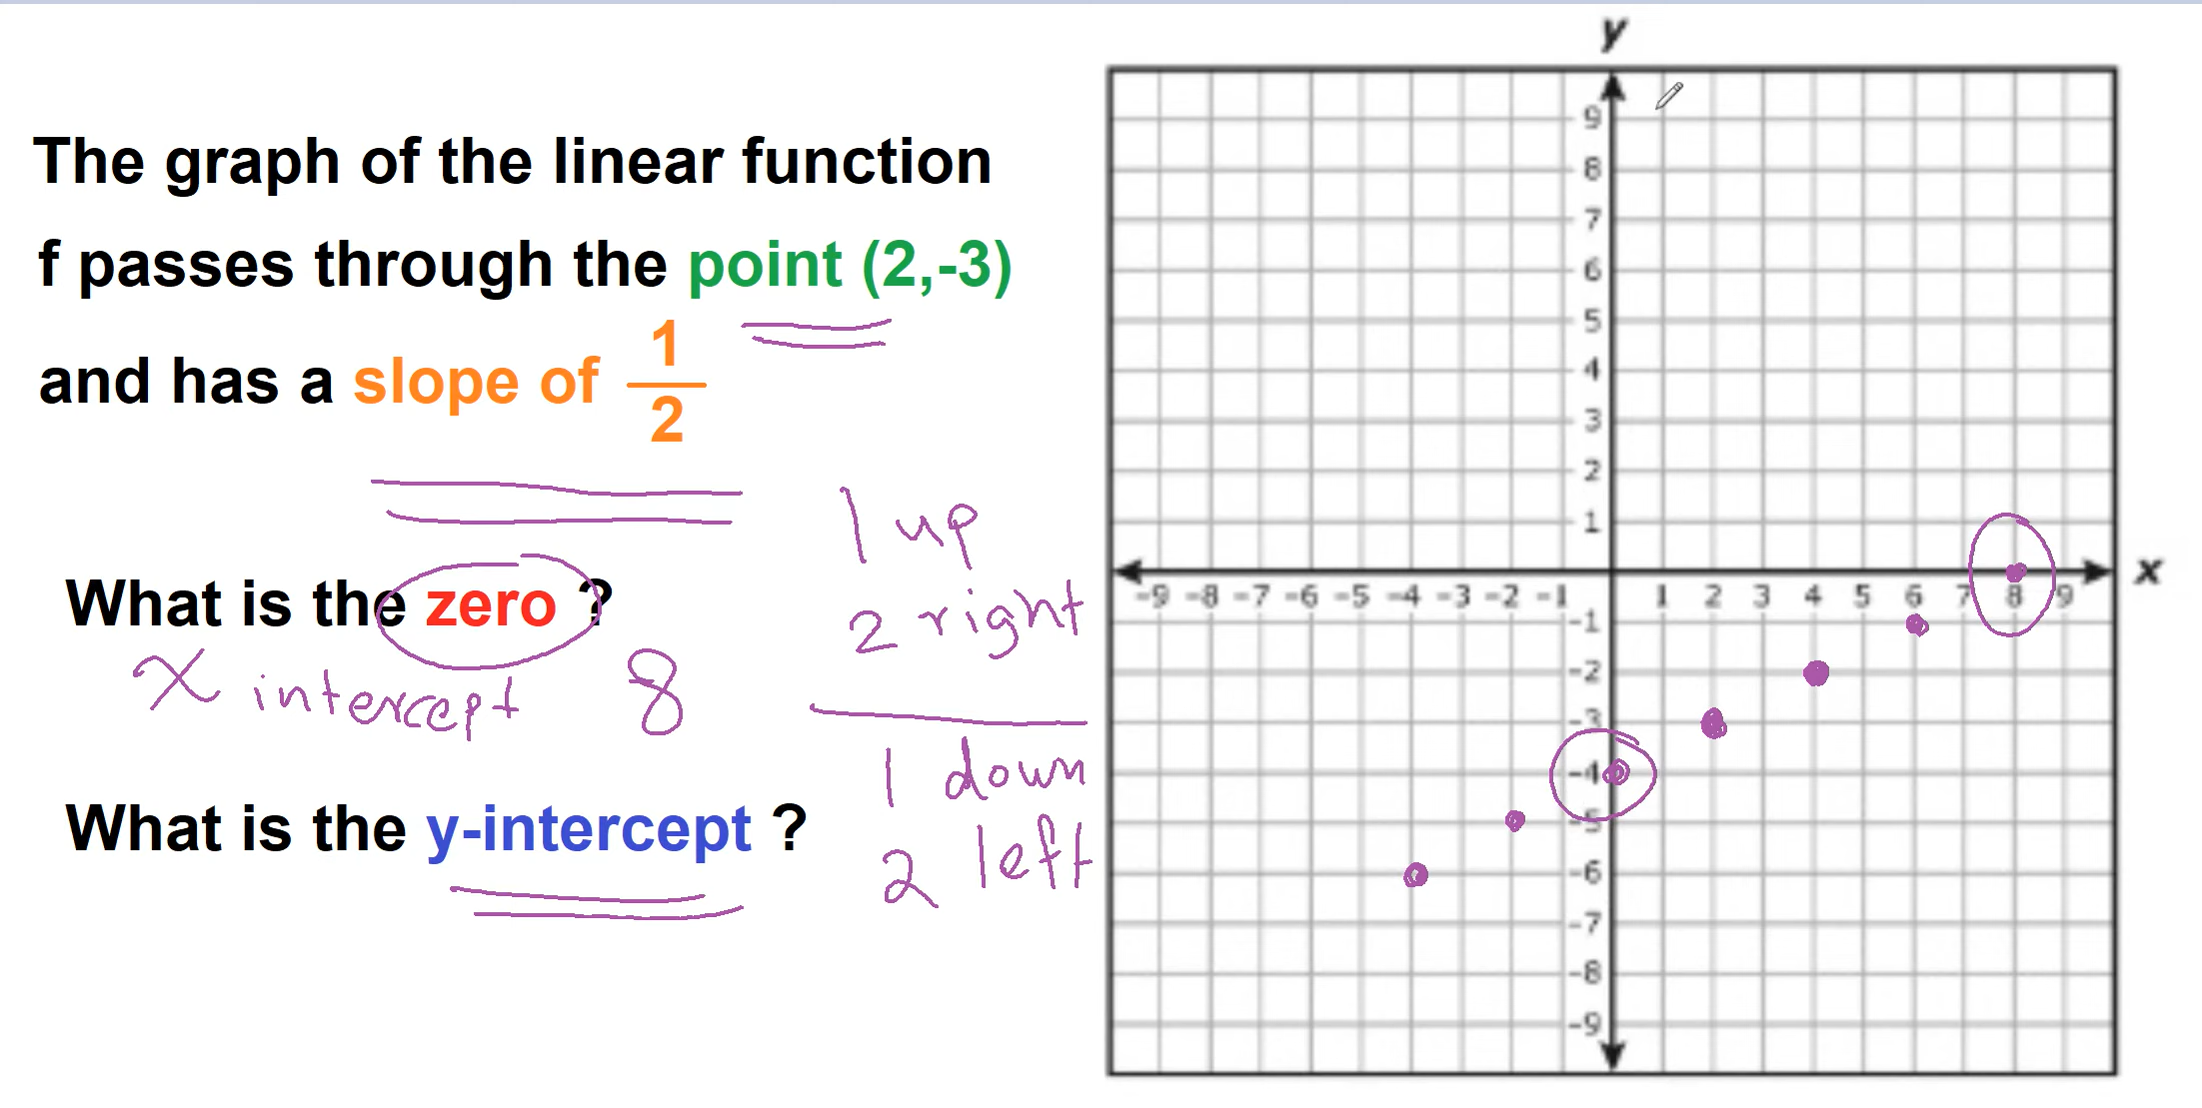 The graph of the linear function
f passes through the point (2,-3)
and has a slope of 1/2
1 up
2 right
What is the zero ?
x intercept 8
1 down
2 left
What is the y-intercept ?
y
9
8
7
6
5
4
3
2
1
-9 -8 -7 -6 -5 -4 -3 -2 -1 1 2 3 4 5 6 7 8 9 x
-1
-2
-3
-4
-5
-6
-7
-8
-9